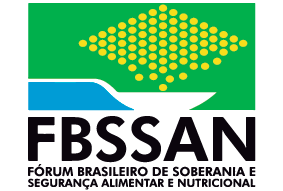 FBSSAN
FÓRUM BRASILEIRO DE SOBERANIA E
SEGURANÇA ALIMENTAR E NUTRICIONAL